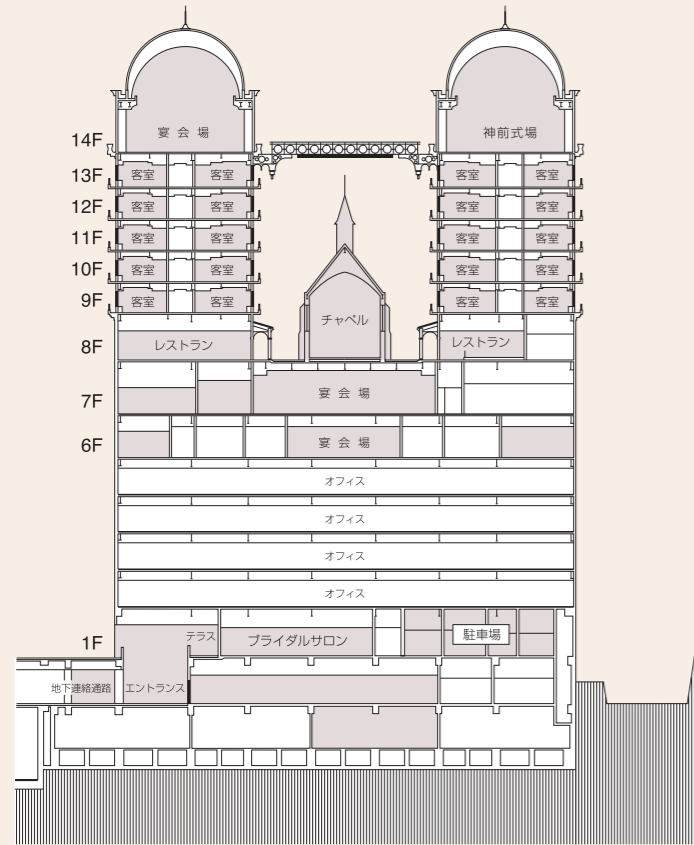 14F 宴会場 神前式場
13F 客室 客室 客室 客室
12F 客室 客室 客室 客室
11F 客室 客室 客室 客室
10F 客室 客室 客室 客室
9F 客室 客室 客室 客室
チャペル
8F レストラン レストラン
7F 宴会場
6F 宴会場
オフィス
オフィス
オフィス
オフィス
1F テラス ブライダルサロン 駐車場
地下連絡通路 エントランス